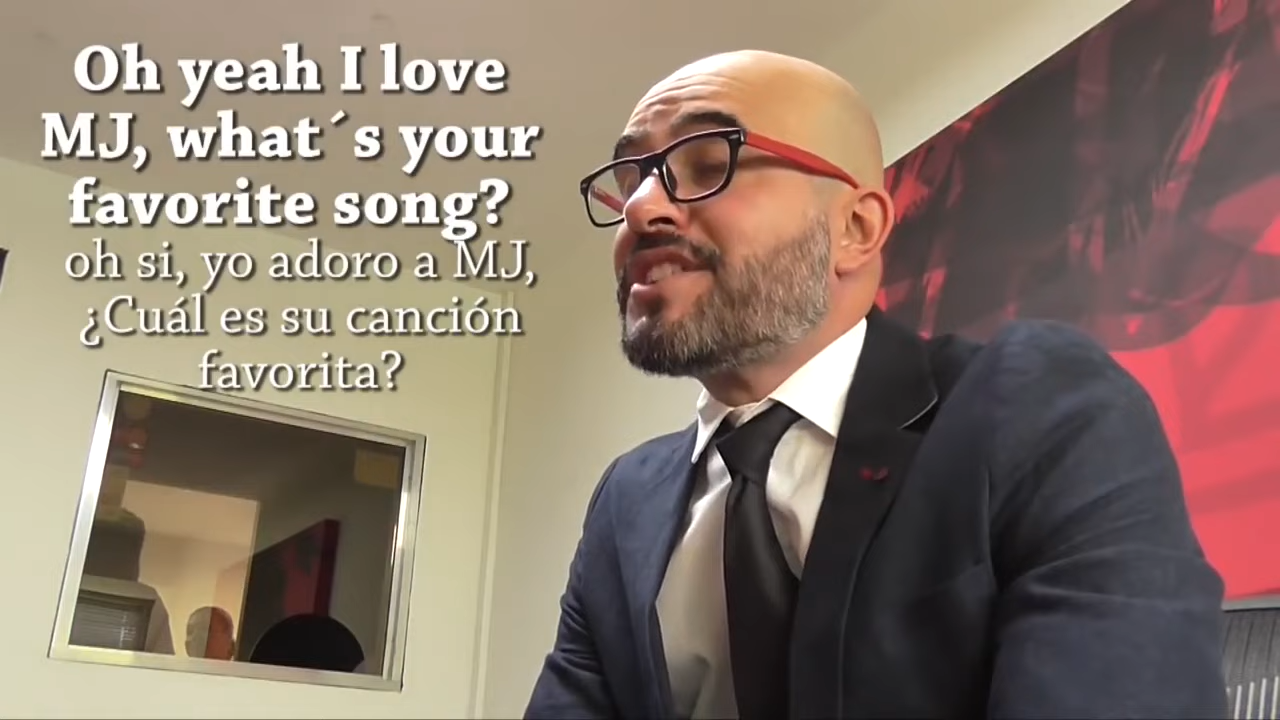 Oh yeah I love
MJ, what´s your
favorite song?
oh si, yo adoro a MJ,
¿Cuál es su canción
favorita?